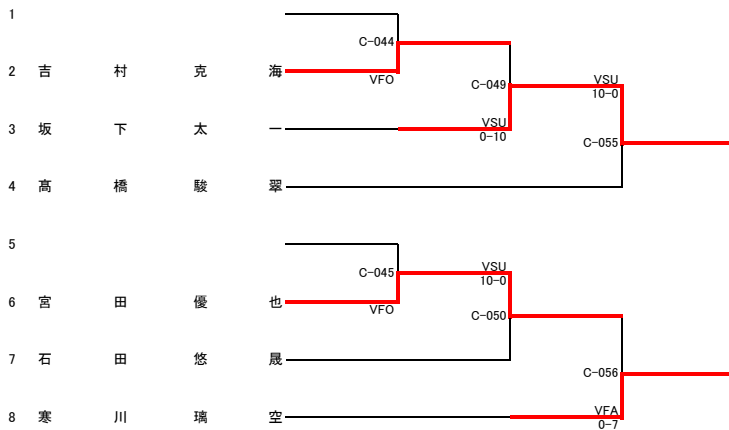 1
C-044
2 吉 村 克 海
VFO
C-049
VSU
10-0
3 坂 下 太 一
VSU
0-10
C-055
4 髙 橋 駿 翠
5
C-045
VSU
10-0
6 宮 田 優 也
VFO
C-050
7 石 田 悠 晟
C-056
8 寒 川 璃 空
VFA
0-7